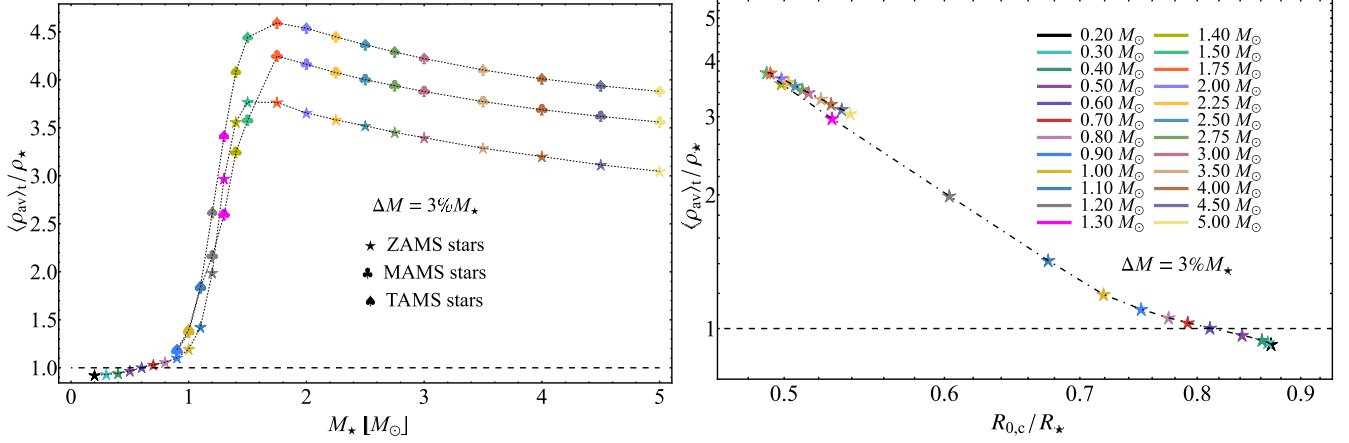 ⟨ρav⟩t/ρ⋆
4.5
4.0
3.5
3.0
2.5
2.0
1.5
1.0
ΔM = 3%M⋆
★ ZAMS stars
♣ MAMS stars
♠ TAMS stars
0 1 2 3 4 5
M⋆ ⌊M⊙⌋
⟨ρav⟩t/ρ⋆
5
4
3
2
1
0.20 M⊙ 1.40 M⊙
0.30 M⊙ 1.50 M⊙
0.40 M⊙ 1.75 M⊙
0.50 M⊙ 2.00 M⊙
0.60 M⊙ 2.25 M⊙
0.70 M⊙ 2.50 M⊙
0.80 M⊙ 2.75 M⊙
0.90 M⊙ 3.00 M⊙
1.00 M⊙ 3.50 M⊙
1.10 M⊙ 4.00 M⊙
1.20 M⊙ 4.50 M⊙
1.30 M⊙ 5.00 M⊙
ΔM = 3%M⋆
0.5 0.6 0.7 0.8 0.9
R0,c/R⋆